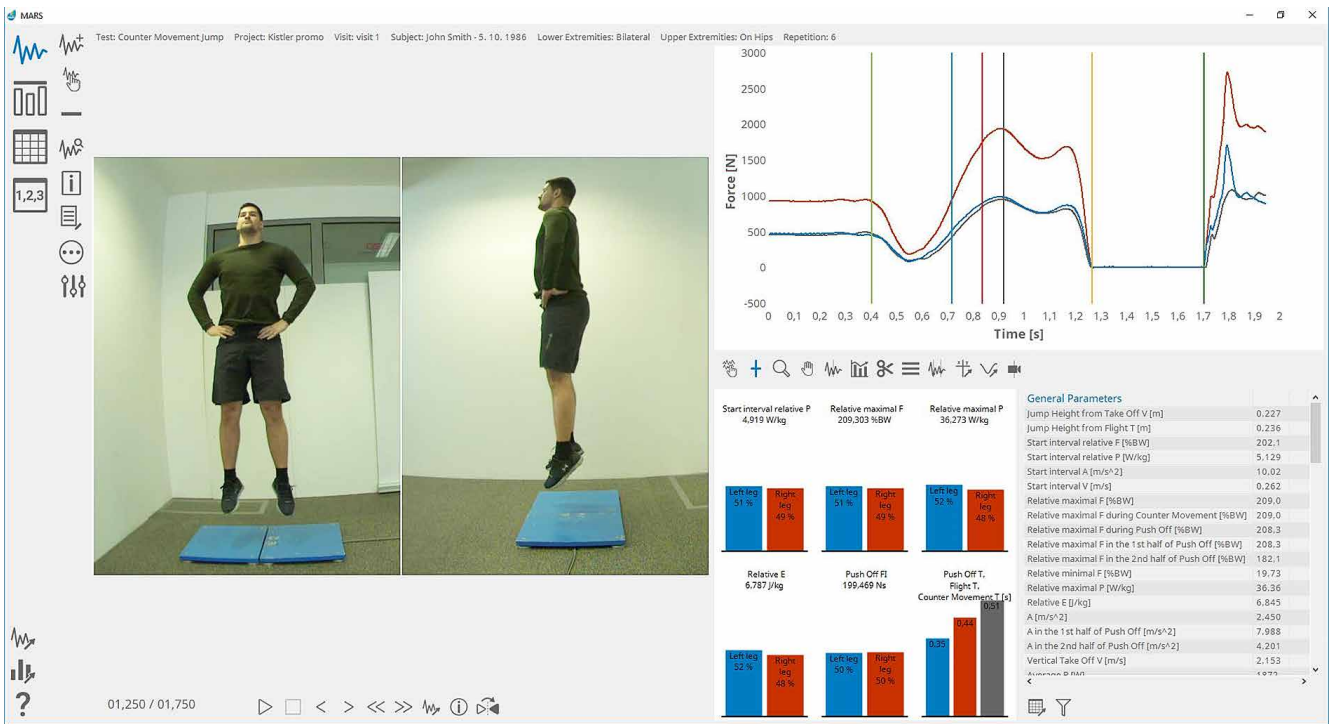 MARS
Test: Counter Movement Jump Project: Kistler promo Visit: visit 1 Subject: John Smith - 5. 10. 1986 Lower Extremities: Bilateral Upper Extremities: On Hips Repetition: 6
1,2,3
3000
2500
2000
1500
1000
500
0
-500
Force [N]
0 0,1 0,2 0,3 0,4 0,5 0,6 0,7 0,8 0,9 1 1,1 1,2 1,3 1,4 1,5 1,6 1,7 1,8 1,9 2
Time [s]
Start interval relative P
4,919 W/kg
Left leg
51 %
Right
leg
49 %
Relative maximal F
209,303 %BW
Left leg
51 %
Right
leg
49 %
Relative maximal P
36,273 W/kg
Left leg
52 %
Right
leg
48 %
Relative E
6,787 J/kg
Left leg
52 %
Right
leg
48 %
Push Off FI
199,469 Ns
Left leg
50 %
Right
leg
50 %
Push Off T,
Flight T,
Counter Movement T [s]
0,35
0,44
0,51
General Parameters
Jump Height from Take Off V [m] 0.227
Jump Height from Flight T [m] 0.236
Start interval relative F [%BW] 202.1
Start interval relative P [W/kg] 5.129
Start interval A [m/s^2] 10.02
Start interval V [m/s] 0.262
Relative maximal F [%BW] 209.0
Relative maximal F during Counter Movement [%BW] 209.0
Relative maximal F during Push Off [%BW] 208.3
Relative maximal F in the 1st half of Push Off [%BW] 208.3
Relative maximal F in the 2nd half of Push Off [%BW] 182.1
Relative minimal F [%BW] 19.73
Relative maximal P [W/kg] 36.36
Relative E [J/kg] 6.845
A [m/s^2] 2.450
A in the 1st half of Push Off [m/s^2] 7.988
A in the 2nd half of Push Off [m/s^2] 4.201
Vertical Take Off V [m/s] 2.153
Average P [W] 1872
01,250 / 01,750